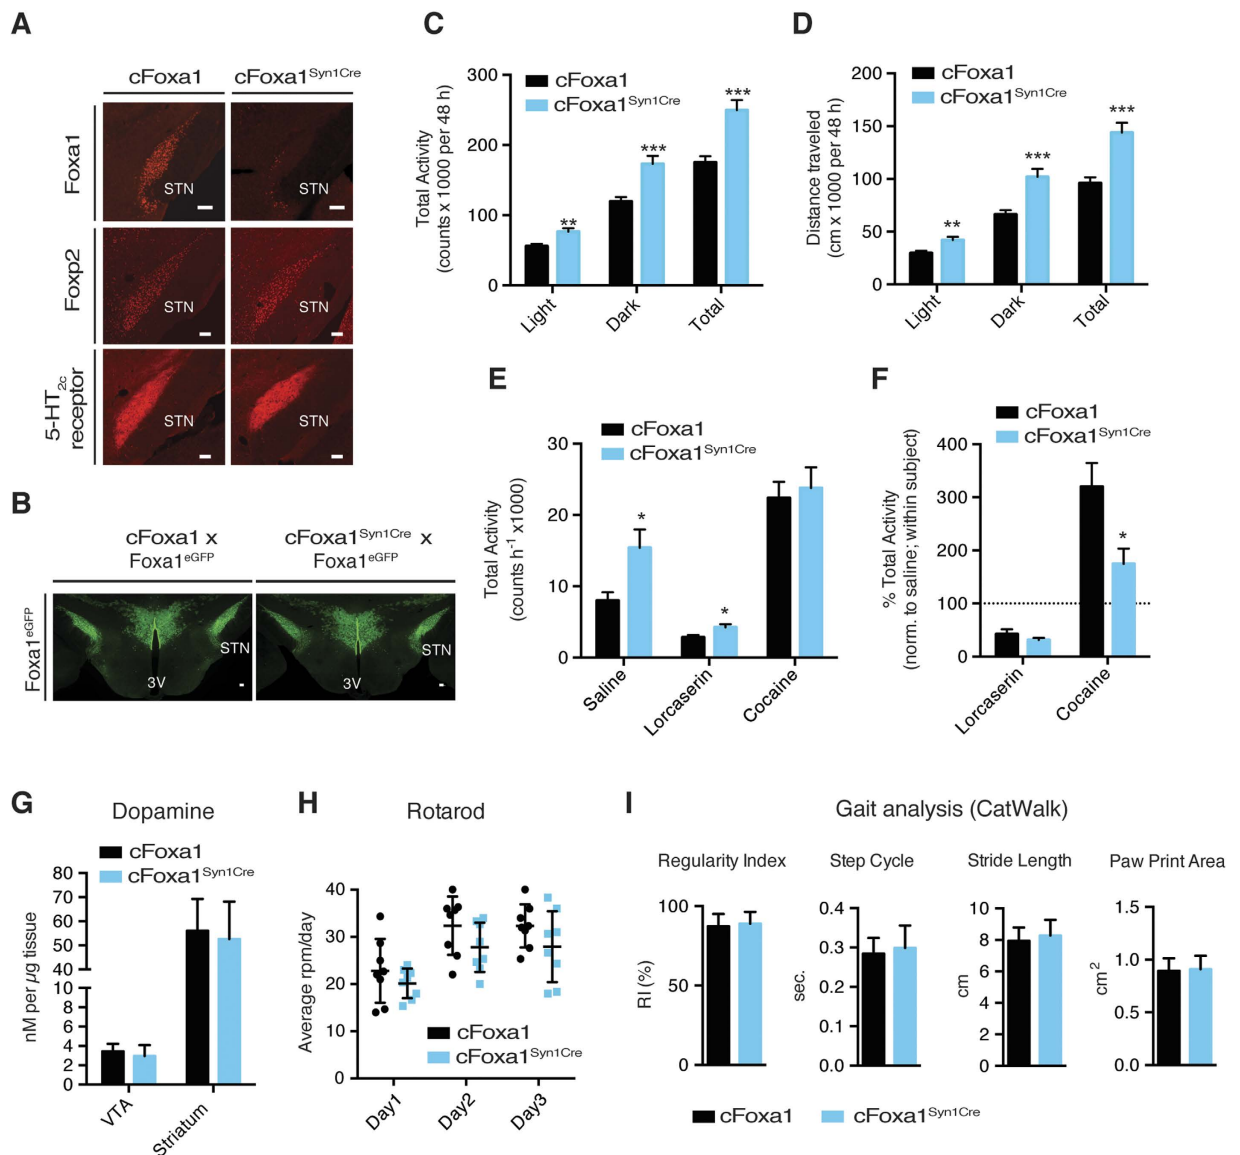 A
cFoxa1 cFoxa1Syn1Cre
Foxa1
STN STN
Foxp2
STN STN
5-HT2c
receptor
STN STN
B
cFoxa1 x cFoxa1Syn1Cre x
Foxa1eGFP Foxa1eGFP
Foxa1eGFP
3V 3V
STN STN
C
Total Activity
(counts x 1000 per 48 h)
300
200
100
0
cFoxa1
cFoxa1Syn1Cre
** *** ***
Light Dark Total
D
Distance traveled
(cm x 1000 per 48 h)
200
150
100
50
0
cFoxa1
cFoxa1Syn1Cre
** *** ***
Light Dark Total
E
Total Activity
(counts h-1 x1000)
30
20
10
0
cFoxa1
cFoxa1Syn1Cre
* *
Saline Lorcaserin Cocaine
F
% Total Activity
(norm. to saline; within subject)
400
300
200
100
0
cFoxa1
cFoxa1Syn1Cre
*
Lorcaserin Cocaine
G
Dopamine
cFoxa1
cFoxa1Syn1Cre
nM per µg tissue
80
70
60
50
40
10
8
6
4
2
0
VTA Striatum
H
Rotarod
Average rpm/day
40
30
20
10
0
cFoxa1
cFoxa1Syn1Cre
Day1 Day2 Day3
I
Gait analysis (CatWalk)
Regularity Index Step Cycle Stride Length Paw Print Area
RI (%)
100
50
0
sec.
0.4
0.3
0.2
0.1
0.0
cm
10
8
6
4
2
0
cm2
1.5
1.0
0.5
0.0
cFoxa1 cFoxa1Syn1Cre